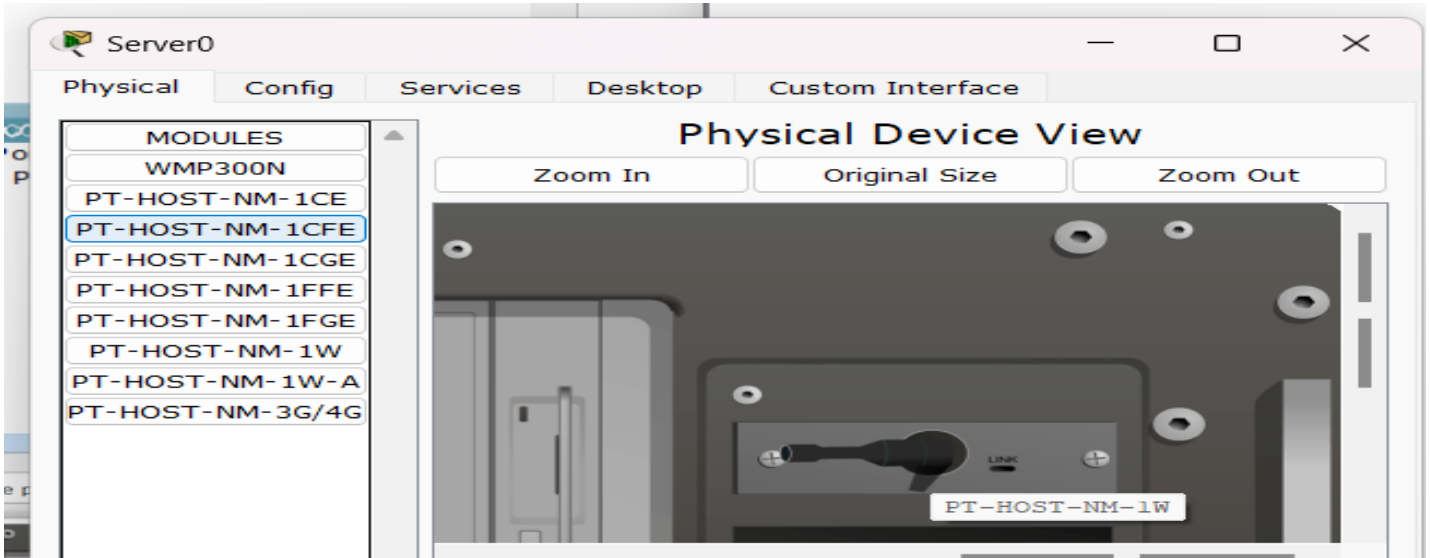 Server0
Physical Config Services Desktop Custom Interface
MODULES
WMP300N
PT-HOST-NM-1CE
PT-HOST-NM-1CFE
PT-HOST-NM-1CGE
PT-HOST-NM-1FFE
PT-HOST-NM-1FGE
PT-HOST-NM-1W
PT-HOST-NM-1W-A
PT-HOST-NM-3G/4G
Physical Device View
Zoom In Original Size Zoom Out
LINK
PT-HOST-NM-1W